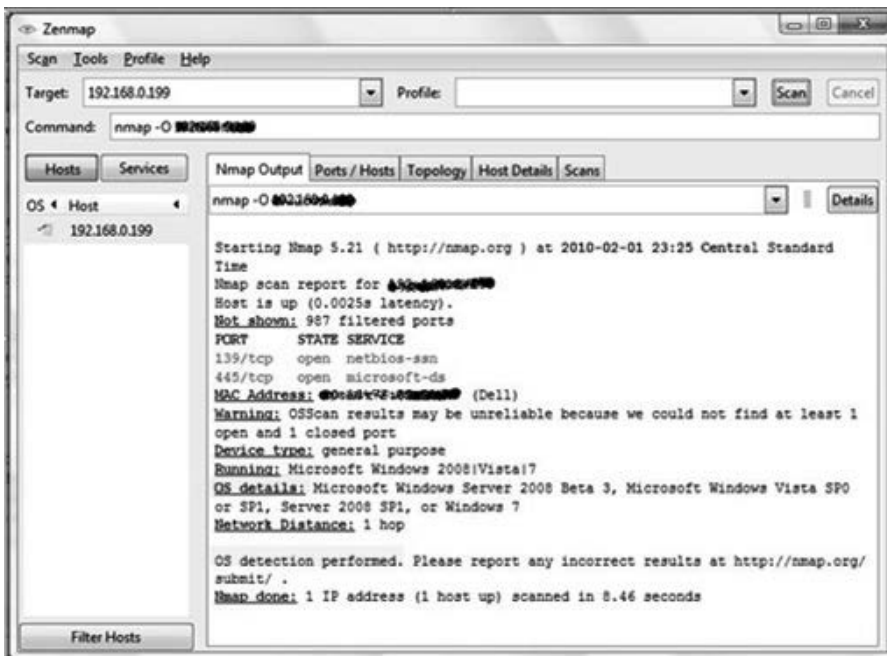 Zenmap
Scan Tools Profile Help
Target: 192.168.0.199 Profile: Scan Cancel
Command: nmap -O
Hosts Services
Nmap Output Ports / Hosts Topology Host Details Scans
OS Host
nmap -O
Details
192.168.0.199
Starting Nmap 5.21 ( http://nmap.org ) at 2010-02-01 23:25 Central Standard
Time
Nmap scan report for
Host is up (0.0025s latency).
Not shown: 987 filtered ports
PORT STATE SERVICE
139/tcp open netbios-ssn
445/tcp open microsoft-ds
MAC Address: (Dell)
Warning: OSScan results may be unreliable because we could not find at least 1
open and 1 closed port
Device type: general purpose
Running: Microsoft Windows 2008|Vista|7
OS details: Microsoft Windows Server 2008 Beta 3, Microsoft Windows Vista SP0
or SP1, Server 2008 SP1, or Windows 7
Network Distance: 1 hop
OS detection performed. Please report any incorrect results at http://nmap.org/
submit/ .
Nmap done: 1 IP address (1 host up) scanned in 8.46 seconds
Filter Hosts